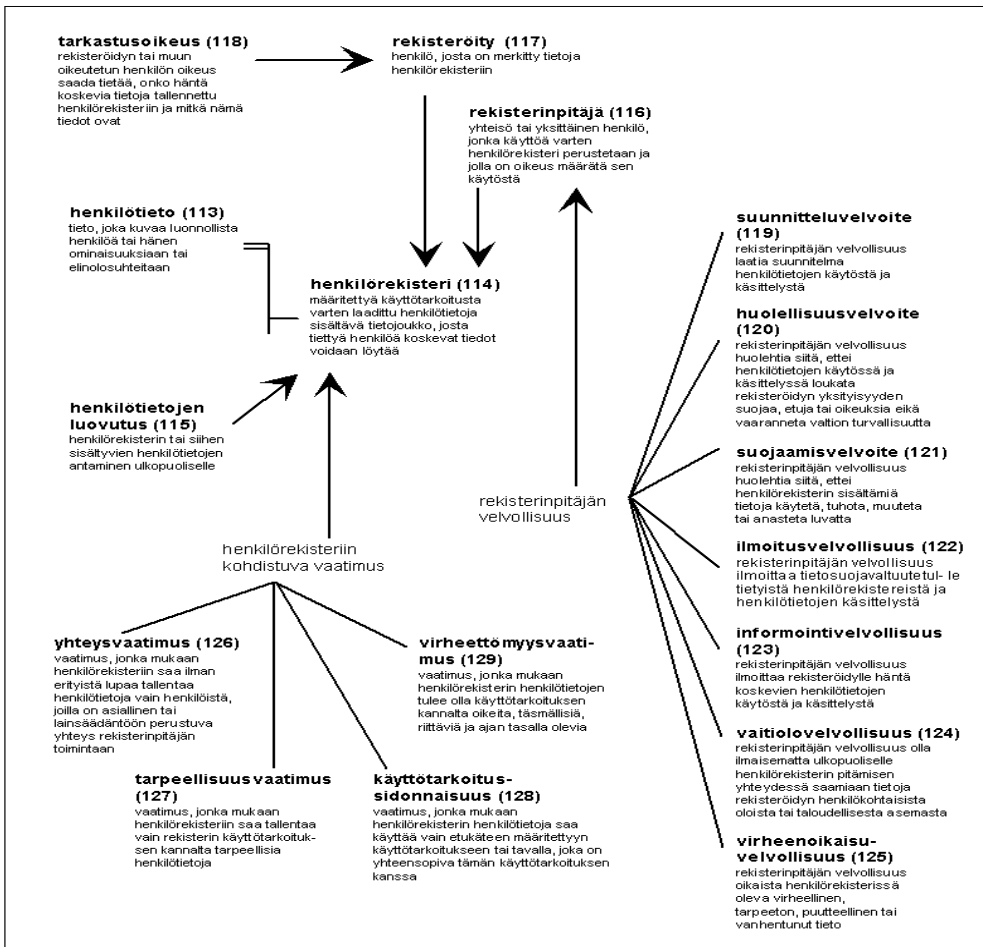 tarkastusoikeus (118)
rekisteröidyn tai muun
oikeutetun henkilön oikeus
saada tietää, onko häntä
koskevia tietoja tallennettu
henkilörekisteriin ja mitkä nämä
tiedot ovat
rekisteröity (117)
henkilö, josta on merkitty tietoja
henkilörekisteriin
rekisterinpitäjä (116)
yhteisö tai yksittäinen henkilö,
jonka käyttöä varten
henkilörekisteri perustetaan ja
jolla on oikeus määrätä sen
käytöstä
henkilötieto (113)
tieto, joka kuvaa luonnollista
henkilöä tai hänen
ominaisuuksiaan tai
elinolosuhteitaan
henkilörekisteri (114)
määritettyä käyttötarkoitusta
varten laadittu henkilötietoja
sisältävä tietojoukko, josta
tiettyä henkilöä koskevat tiedot
voidaan löytää
henkilötietojen
luovutus (115)
henkilörekisterin tai siihen
sisältyvien henkilötietojen
antaminen ulkopuoliselle
henkilörekisteriin
kohdistuva vaatimus
rekisterinpitäjän
velvollisuus
yhteysvaatimus (126)
vaatimus, jonka mukaan
henkilörekisteriin saa ilman
erityistä lupaa tallentaa
henkilötietoja vain henkilöistä,
joilla on asiallinen tai
lainsäädäntöön perustuva
yhteys rekisterinpitäjän
toimintaan
virheettömyysvaati-
mus (129)
vaatimus, jonka mukaan
henkilörekisterin henkilötietojen
tulee olla käyttötarkoituksen
kannalta oikeita, täsmällisiä,
riittäviä ja ajan tasalla olevia
tarpeellisuusvaatimus
(127)
vaatimus, jonka mukaan
henkilörekisteriin saa tallentaa
vain rekisterin käyttötarkoituk-
sen kannalta tarpeellisia
henkilötietoja
käyttötarkoitus-
sidonnaisuus (128)
vaatimus, jonka mukaan
henkilörekisterin henkilötietoja saa
käyttää vain etukäteen määritettyyn
käyttötarkoitukseen tai tavalla, joka on
yhteensopiva tämän käyttötarkoituksen
kanssa
suunnitteluvelvoite
(119)
rekisterinpitäjän velvollisuus
laatia suunnitelma
henkilötietojen käytöstä ja
käsittelystä
huolellisuusvelvoite
(120)
rekisterinpitäjän velvollisuus
huolehtia siitä, ettei
henkilötietojen käytössä ja
käsittelyssä loukata
rekisteröidyn yksityisyyden
suojaa, etuja tai oikeuksia eikä
vaaranneta valtion turvallisuutta
suojaamisvelvoite (121)
rekisterinpitäjän velvollisuus
huolehtia siitä, ettei
henkilörekisterin sisältämiä
tietoja käytetä, tuhota, muuteta
tai anasteta luvatta
ilmoitusvelvollisuus (122)
rekisterinpitäjän velvollisuus
ilmoittaa tietosuojavaltuutetul- le
tietyistä henkilörekistereistä ja
henkilötietojen käsittelystä
informointivelvollisuus
(123)
rekisterinpitäjän velvollisuus
ilmoittaa rekisteröidylle häntä
koskevien henkilötietojen
käytöstä ja käsittelystä
vaitiolovelvollisuus (124)
rekisterinpitäjän velvollisuus olla
ilmaisematta ulkopuoliselle
henkilörekisterin pitämisen
yhteydessä saamiaan tietoja
rekisteröidyn henkilökohtaisista
oloista tai taloudellisesta asemasta
virheenoikaisu-
velvollisuus (125)
rekisterinpitäjän velvollisuus
oikaista henkilörekisterissä
oleva virheellinen,
tarpeeton, puutteellinen tai
vanhentunut tieto